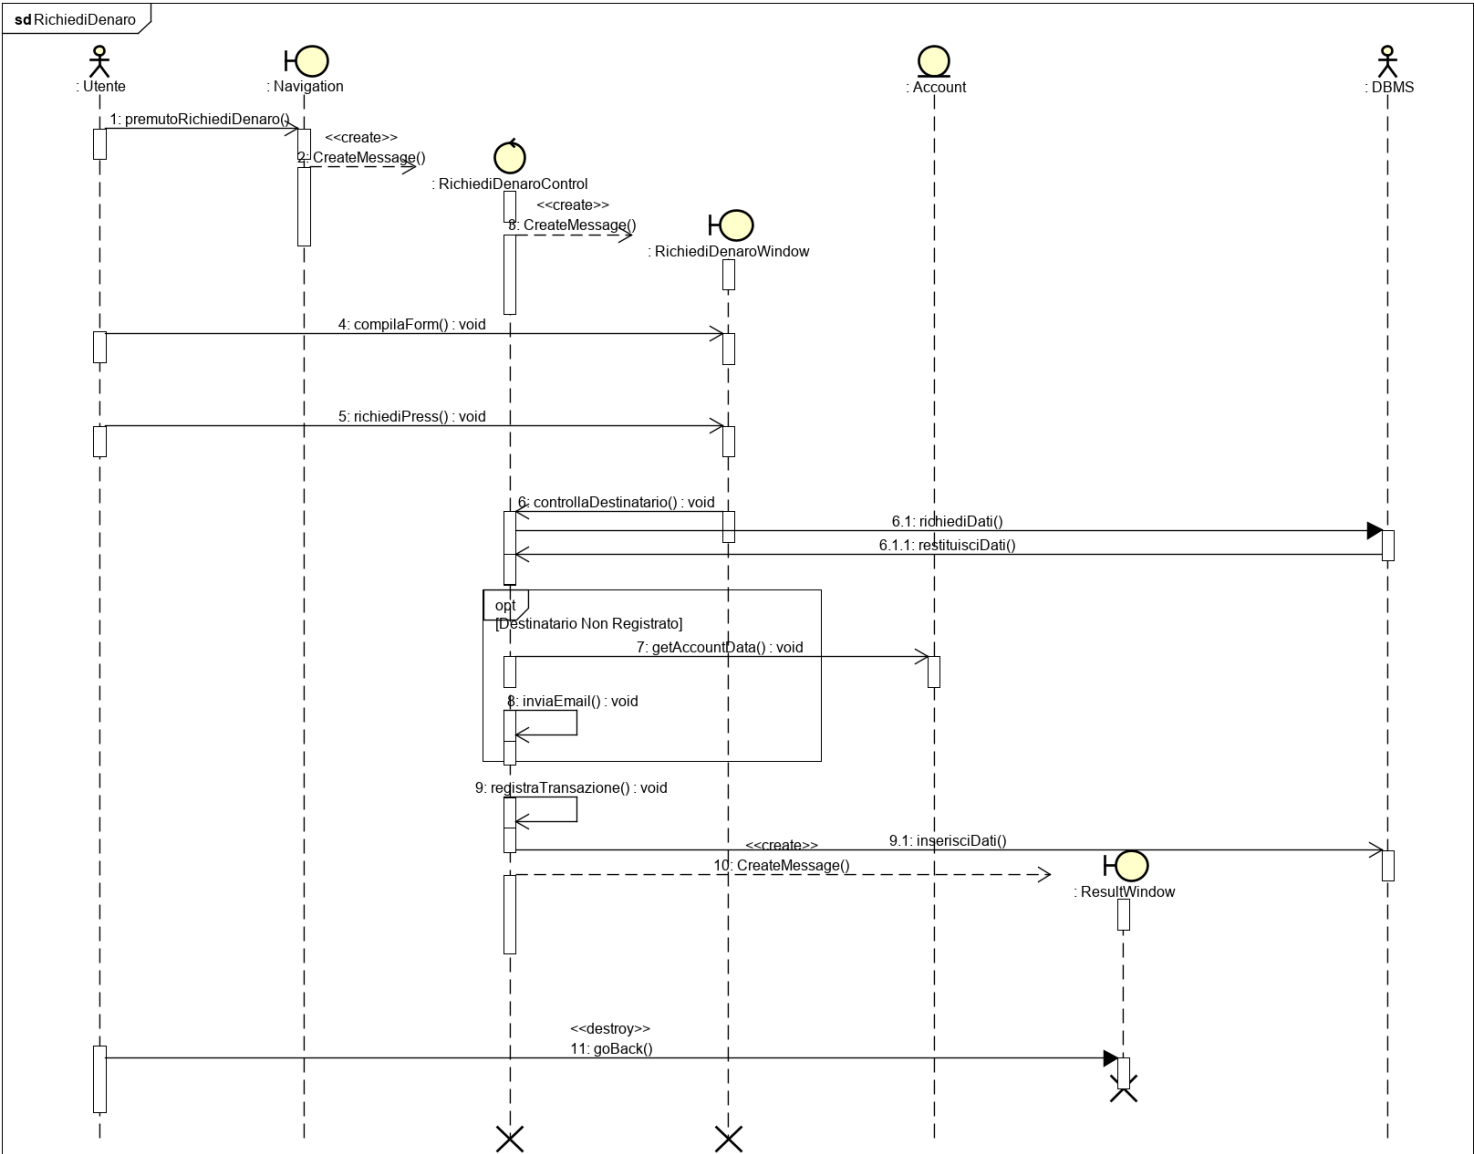 sd RichiediDenaro
: Utente
: Navigation
: Account
: DBMS
1: premutoRichiediDenaro()
<<create>>
2: CreateMessage()
: RichiediDenaroControl
<<create>>
3: CreateMessage()
: RichiediDenaroWindow
4: compilaForm() : void
5: richiediPress() : void
6: controllaDestinatario() : void
6.1: richiediDati()
6.1.1: restituisciDati()
opt
[Destinatario Non Registrato]
7: getAccountData() : void
8: inviaEmail() : void
9: registraTransazione() : void
9.1: inserisciDati()
<<create>>
10: CreateMessage()
: ResultWindow
<<destroy>>
11: goBack()